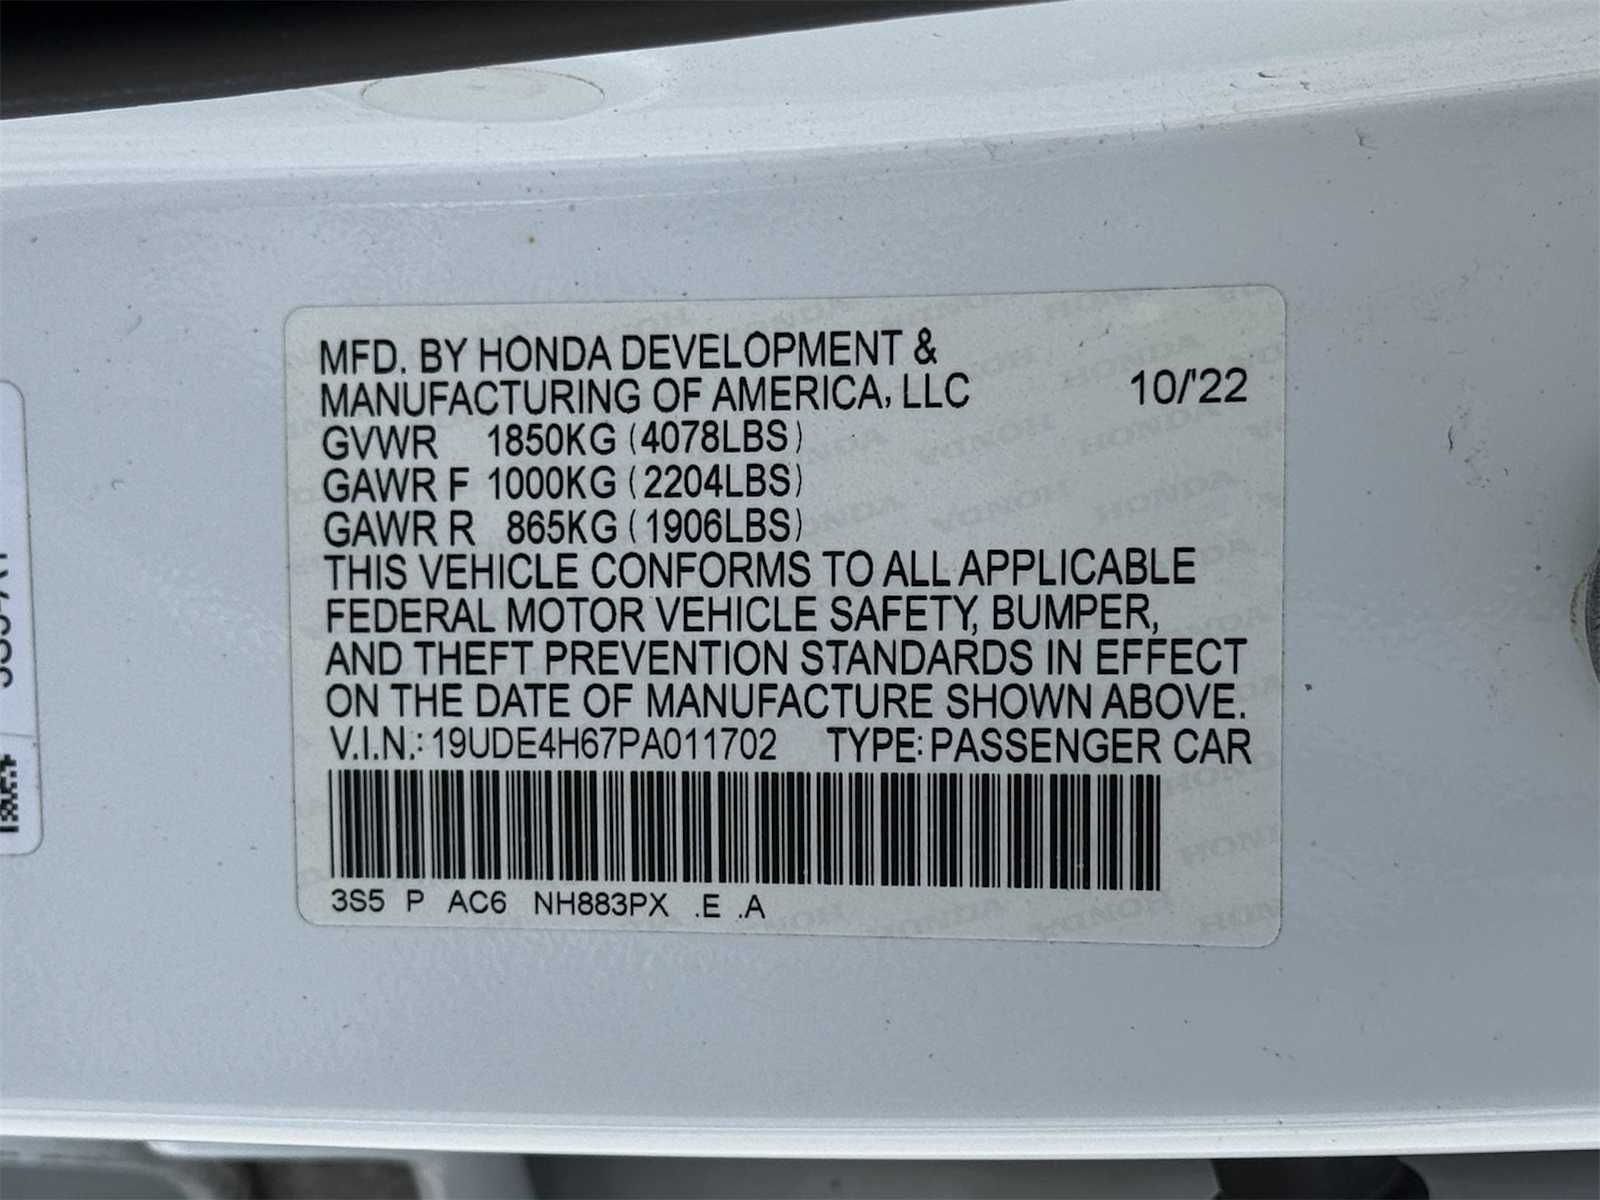 MFD. BY HONDA DEVELOPMENT &
MANUFACTURING OF AMERICA, LLC 10/'22
GVWR 1850KG (4078LBS)
GAWR F 1000KG (2204LBS)
GAWR R 865KG (1906LBS)
THIS VEHICLE CONFORMS TO ALL APPLICABLE
FEDERAL MOTOR VEHICLE SAFETY, BUMPER,
AND THEFT PREVENTION STANDARDS IN EFFECT
ON THE DATE OF MANUFACTURE SHOWN ABOVE.
V.I.N.: 19UDE4H67PA011702 TYPE: PASSENGER CAR
3S5 P AC6 NH883PX .E .A